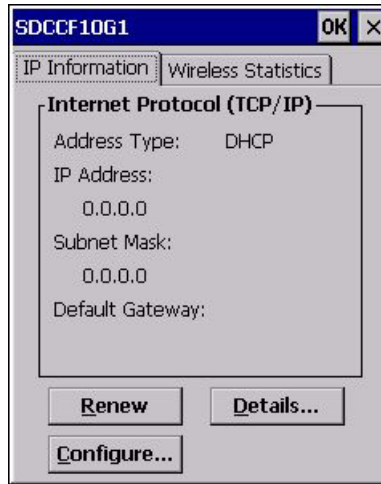 SDCCF10G1 OK ×
IP Information Wireless Statistics
Internet Protocol (TCP/IP)
Address Type: DHCP
IP Address:
0.0.0.0
Subnet Mask:
0.0.0.0
Default Gateway:
Renew Details...
Configure...